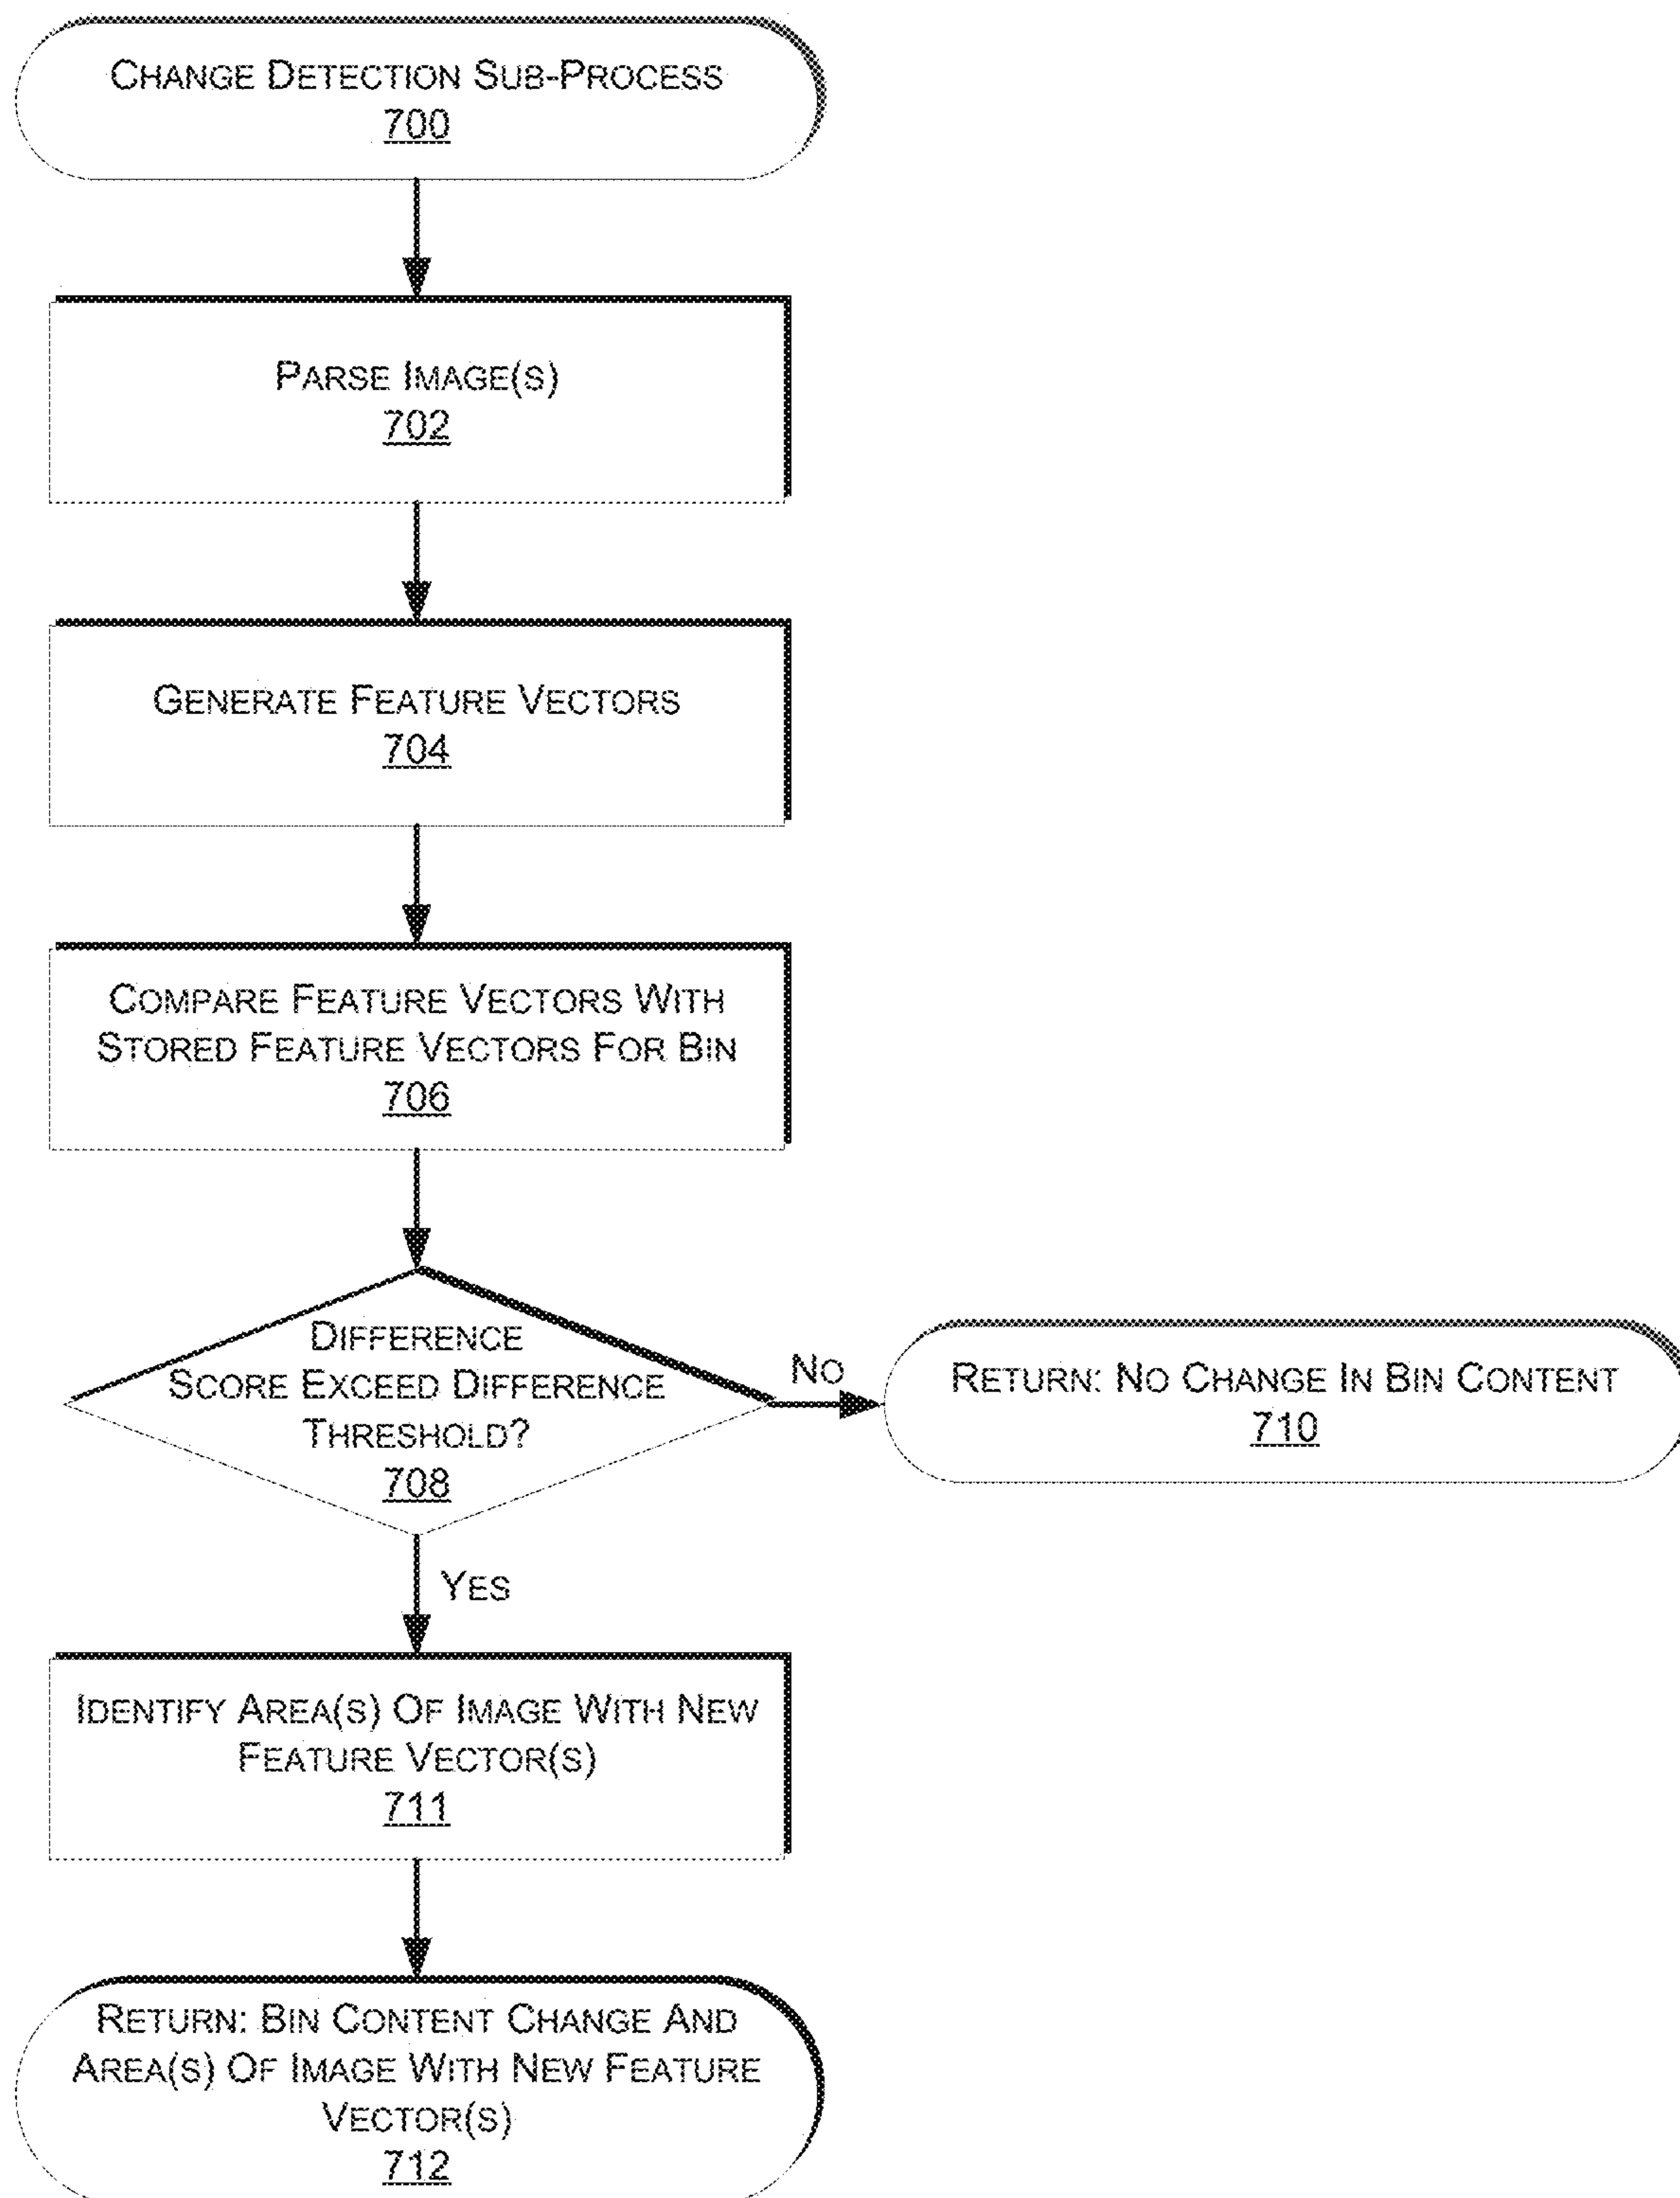 CHANGE DETECTION SUB-PROCESS
700
PARSE IMAGE(S)
702
GENERATE FEATURE VECTORS
704
COMPARE FEATURE VECTORS WITH
STORED FEATURE VECTORS FOR BIN
706
DIFFERENCE
SCORE EXCEED DIFFERENCE
THRESHOLD?
708
NO
RETURN: NO CHANGE IN BIN CONTENT
710
YES
IDENTIFY AREA(S) OF IMAGE WITH NEW
FEATURE VECTOR(S)
711
RETURN: BIN CONTENT CHANGE AND
AREA(S) OF IMAGE WITH NEW FEATURE
VECTOR(S)
712